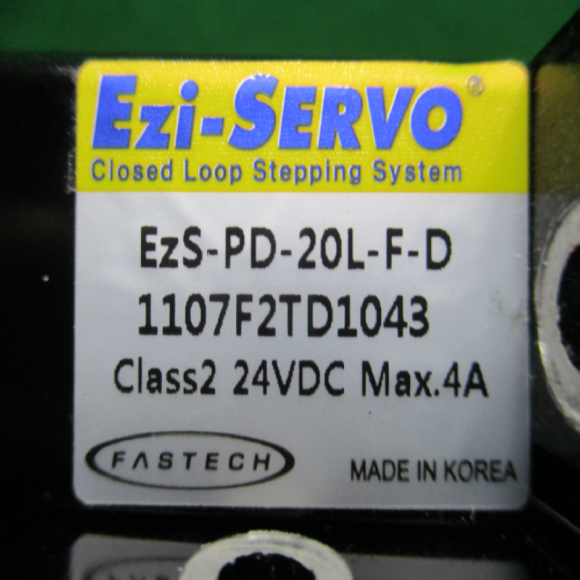 Ezi-SERVO®
Closed Loop Stepping System
EzS-PD-20L-F-D
1107F2TD1043
Class2 24VDC Max.4A
FASTECH
MADE IN KOREA